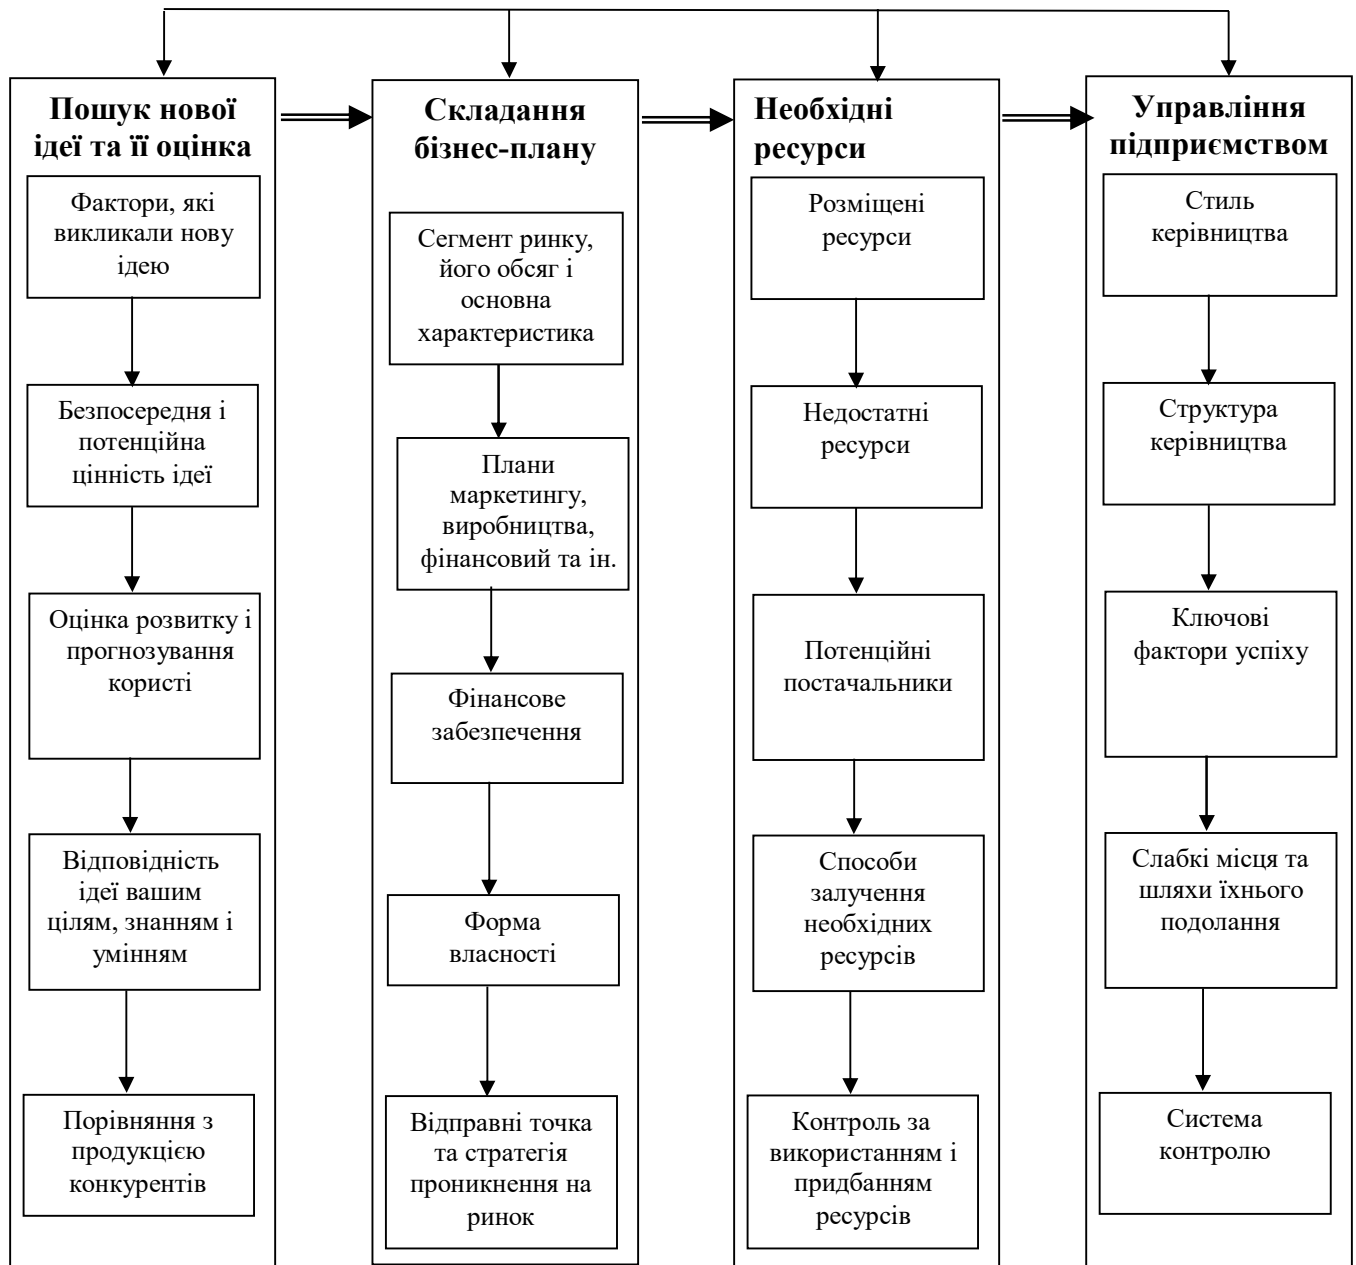 Пошук нової
ідеї та її оцінка
Фактори, які
викликали нову
ідею
Безпосередня і
потенційна
цінність ідеї
Оцінка розвитку і
прогнозування
користі
Відповідність
ідеї вашим
цілям, знанням і
умінням
Порівняння з
продукцією
конкурентів
Складання
бізнес-плану
Сегмент ринку,
його обсяг і
основна
характеристика
Плани
маркетингу,
виробництва,
фінансовий та ін.
Фінансове
забезпечення
Форма
власності
Відправні точка
та стратегія
проникнення на
ринок
Необхідні
ресурси
Розміщені
ресурси
Недостатні
ресурси
Потенційні
постачальники
Способи
залучення
необхідних
ресурсів
Контроль за
використанням і
придбанням
ресурсів
Управління
підприємством
Стиль
керівництва
Структура
керівництва
Ключові
фактори успіху
Слабкі місця та
шляхи їхнього
подолання
Система
контролю